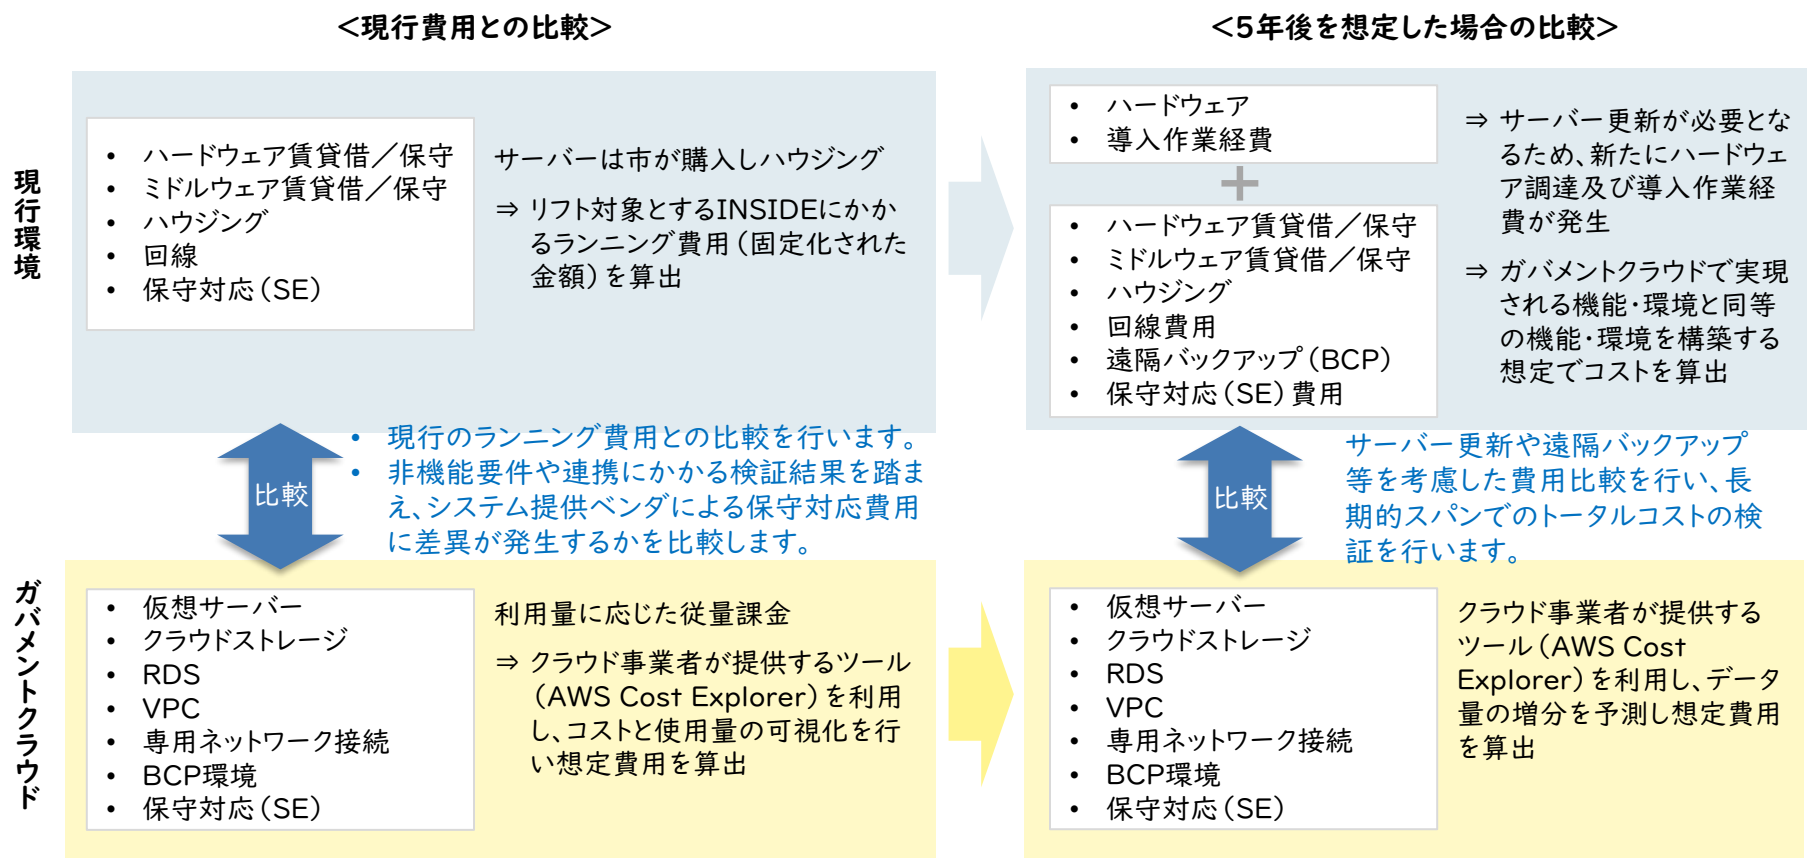 ＜現行費用との比較＞
＜5年後を想定した場合の比較＞
現行環境
• ハードウェア賃貸借／保守
• ミドルウェア賃貸借／保守
• ハウジング
• 回線
• 保守対応（SE）
サーバーは市が購入しハウジング
⇒ リフト対象とするINSIDEにかか
るランニング費用（固定化された
金額）を算出
• ハードウェア
• 導入作業経費
＋
• ハードウェア賃貸借／保守
• ミドルウェア賃貸借／保守
• ハウジング
• 回線費用
• 遠隔バックアップ（BCP）
• 保守対応（SE）費用
⇒ サーバー更新が必要とな
るため、新たにハードウェ
ア調達及び導入作業経
費が発生
⇒ ガバメントクラウドで実現
される機能・環境と同等
の機能・環境を構築する
想定でコストを算出
比較
• 現行のランニング費用との比較を行います。
• 非機能要件や連携にかかる検証結果を踏ま
え、システム提供ベンダによる保守対応費用
に差異が発生するかを比較します。
比較
サーバー更新や遠隔バックアップ
等を考慮した費用比較を行い、長
期的スパンでのトータルコストの検
証を行います。
ガバメントクラウド
• 仮想サーバー
• クラウドストレージ
• RDS
• VPC
• 専用ネットワーク接続
• BCP環境
• 保守対応（SE）
利用量に応じた従量課金
⇒ クラウド事業者が提供するツール
（AWS Cost Explorer）を利用
し、コストと使用量の可視化を行
い想定費用を算出
• 仮想サーバー
• クラウドストレージ
• RDS
• VPC
• 専用ネットワーク接続
• BCP環境
• 保守対応（SE）
クラウド事業者が提供する
ツール（AWS Cost
Explorer）を利用し、データ
量の増分を予測し想定費用
を算出